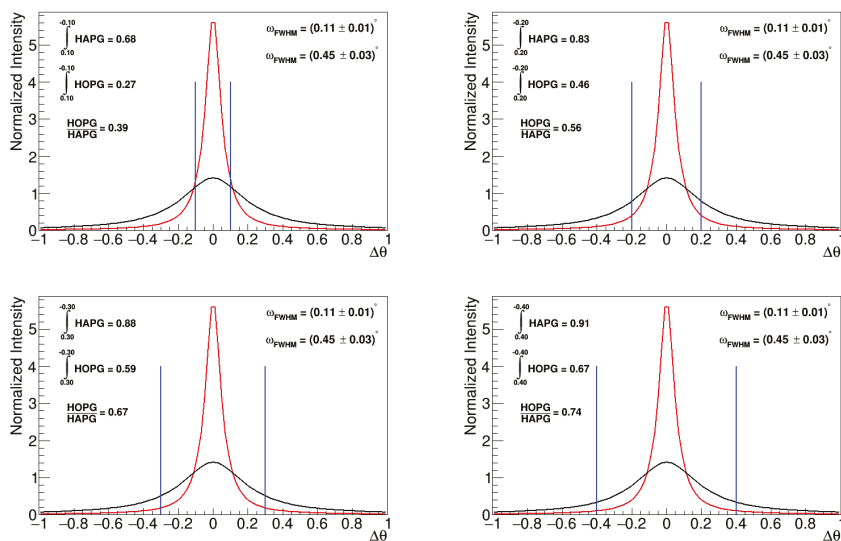 Normalized Intensity
5
4
3
2
1
0
-0.10
∫ HAPG = 0.68
0.10
-0.10
∫ HOPG = 0.27
0.10
HOPG
HAPG = 0.39
ω_FWHM = (0.11 ± 0.01)°
ω_FWHM = (0.45 ± 0.03)°
−1 −0.8 −0.6 −0.4 −0.2 0 0.2 0.4 0.6 0.8 1
Δθ
Normalized Intensity
5
4
3
2
1
0
-0.20
∫ HAPG = 0.83
0.20
-0.20
∫ HOPG = 0.46
0.20
HOPG
HAPG = 0.56
ω_FWHM = (0.11 ± 0.01)°
ω_FWHM = (0.45 ± 0.03)°
−1 −0.8 −0.6 −0.4 −0.2 0 0.2 0.4 0.6 0.8 1
Δθ
Normalized Intensity
5
4
3
2
1
0
-0.30
∫ HAPG = 0.88
0.30
-0.30
∫ HOPG = 0.59
0.30
HOPG
HAPG = 0.67
ω_FWHM = (0.11 ± 0.01)°
ω_FWHM = (0.45 ± 0.03)°
−1 −0.8 −0.6 −0.4 −0.2 0 0.2 0.4 0.6 0.8 1
Δθ
Normalized Intensity
5
4
3
2
1
0
-0.40
∫ HAPG = 0.91
0.40
-0.40
∫ HOPG = 0.67
0.40
HOPG
HAPG = 0.74
ω_FWHM = (0.11 ± 0.01)°
ω_FWHM = (0.45 ± 0.03)°
−1 −0.8 −0.6 −0.4 −0.2 0 0.2 0.4 0.6 0.8 1
Δθ